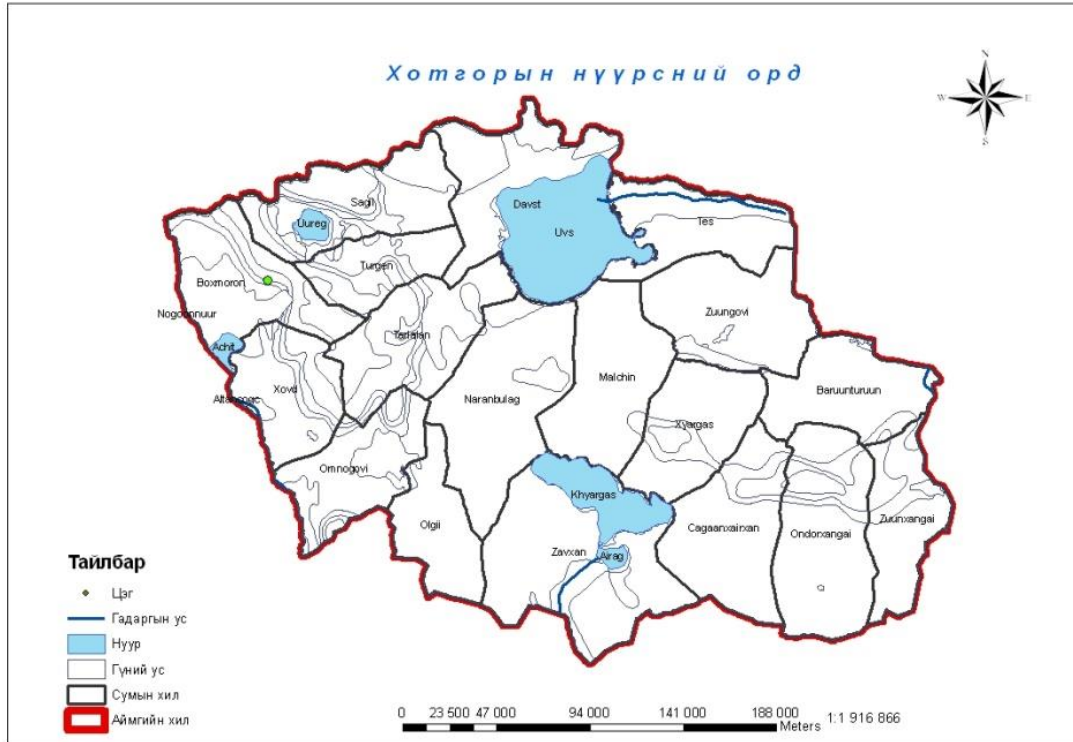 Хотгорын нүүрсний орд
N
W E
S
Sagil
Davst
Uureg
Uvs
Tes
Turgen
Boxmoron
Nogoonnuur
Zuungovi
Tarialan
Achit
Malchin
Baruunturuun
Xovd
Naranbulag
Altancogc
Xyargas
Omnogovi
Khyargas
Zuunxangai
Olgii
Cagaanxairxan
Ondorxangai
Zavxan
Airag
Тайлбар
Цэг
Гадаргын ус
Нуур
Гүний ус
Сумын хил
Аймгийн хил
0 23 500 47 000 94 000 141 000 188 000
Meters
1:1 916 866